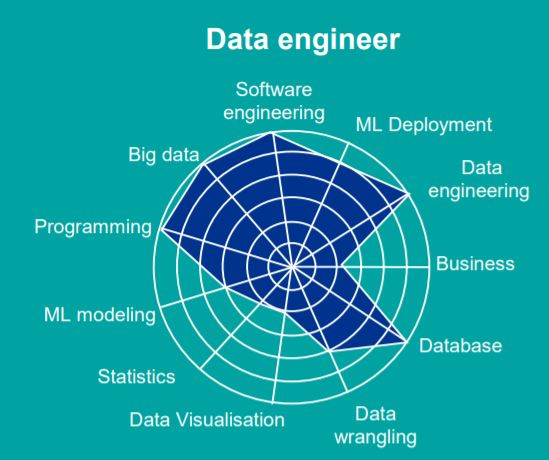 Data engineer
Software
engineering
ML Deployment
Big data
Data
engineering
Programming
Business
ML modeling
Database
Statistics
Data Visualisation
Data
wrangling